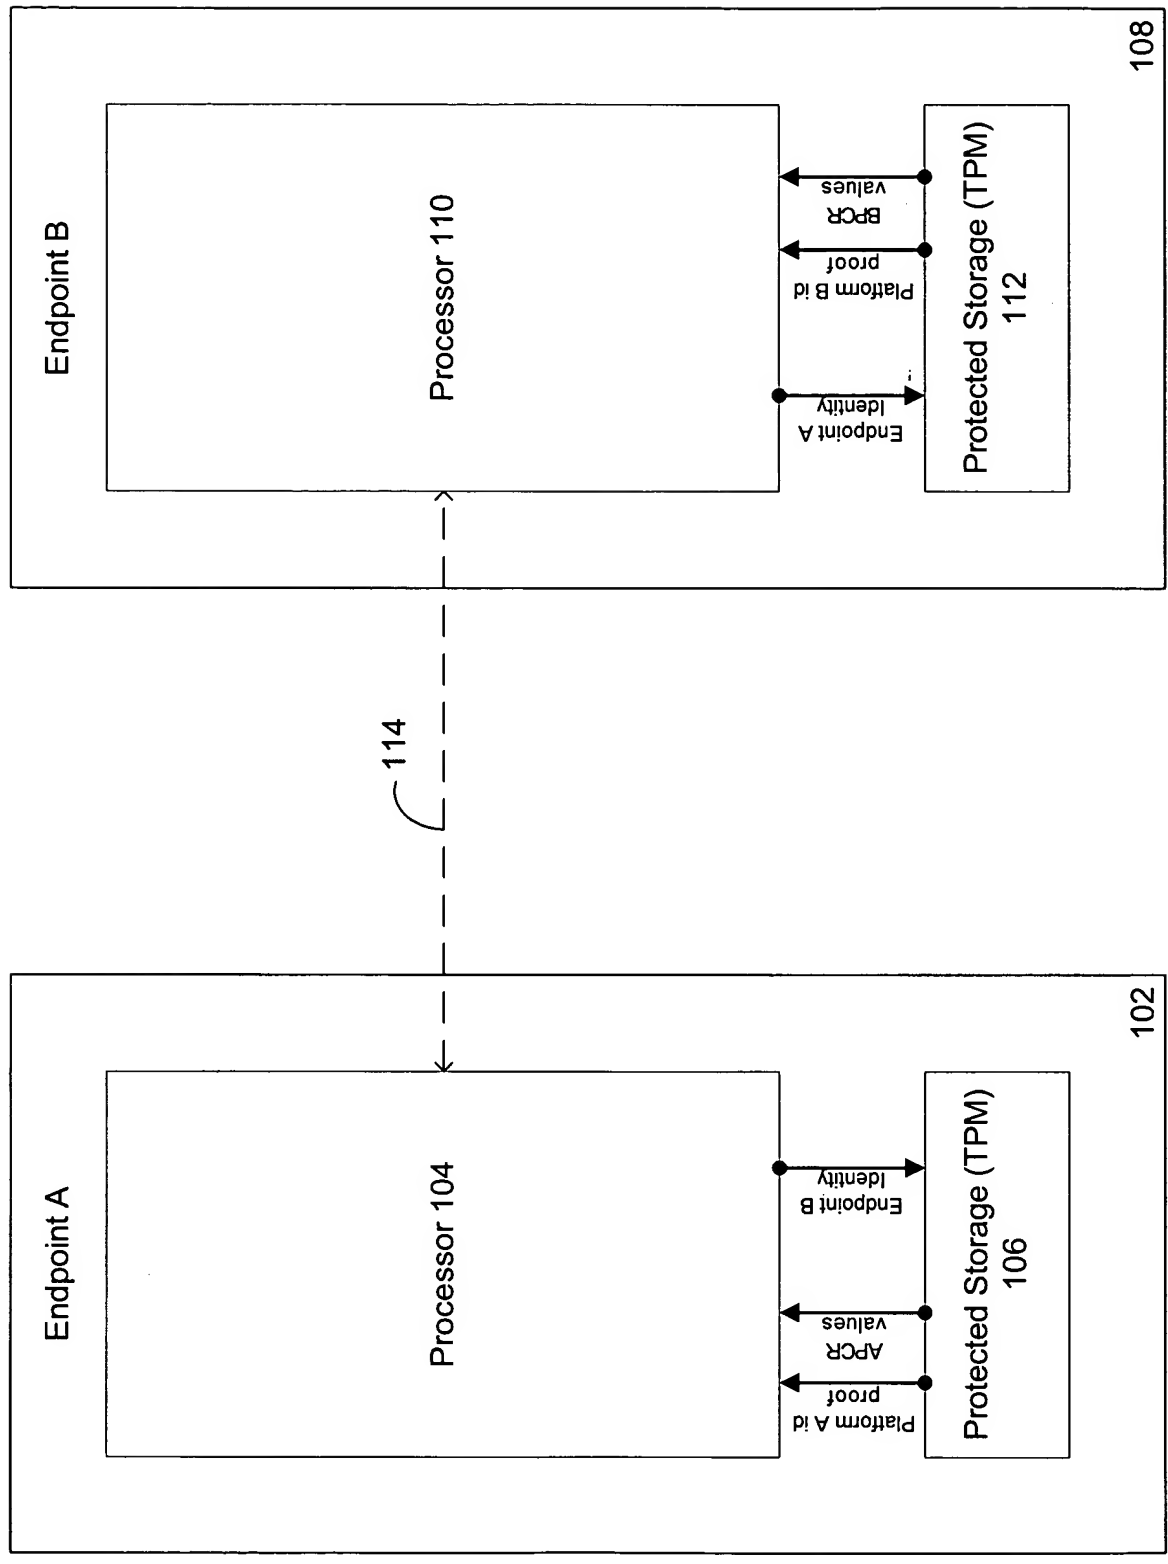 Endpoint A
Processor 104
Platform A id
proof
APCR
values
Endpoint B
Identity
Protected Storage (TPM)
106
102
114
Endpoint B
Processor 110
Endpoint A
Identity
Platform B id
proof
BPCR
values
Protected Storage (TPM)
112
108